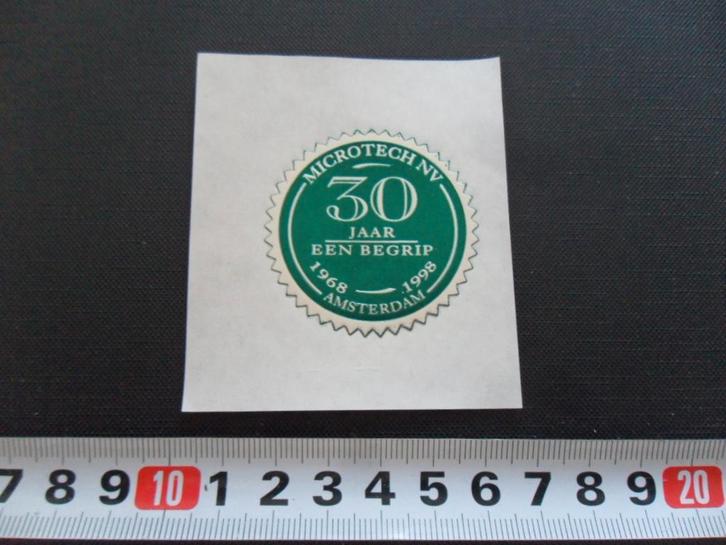 MICROTECH NV
30
JAAR
EEN BEGRIP
1968 1998
AMSTERDAM
7 8 9 10 1 2 3 4 5 6 7 8 9 20